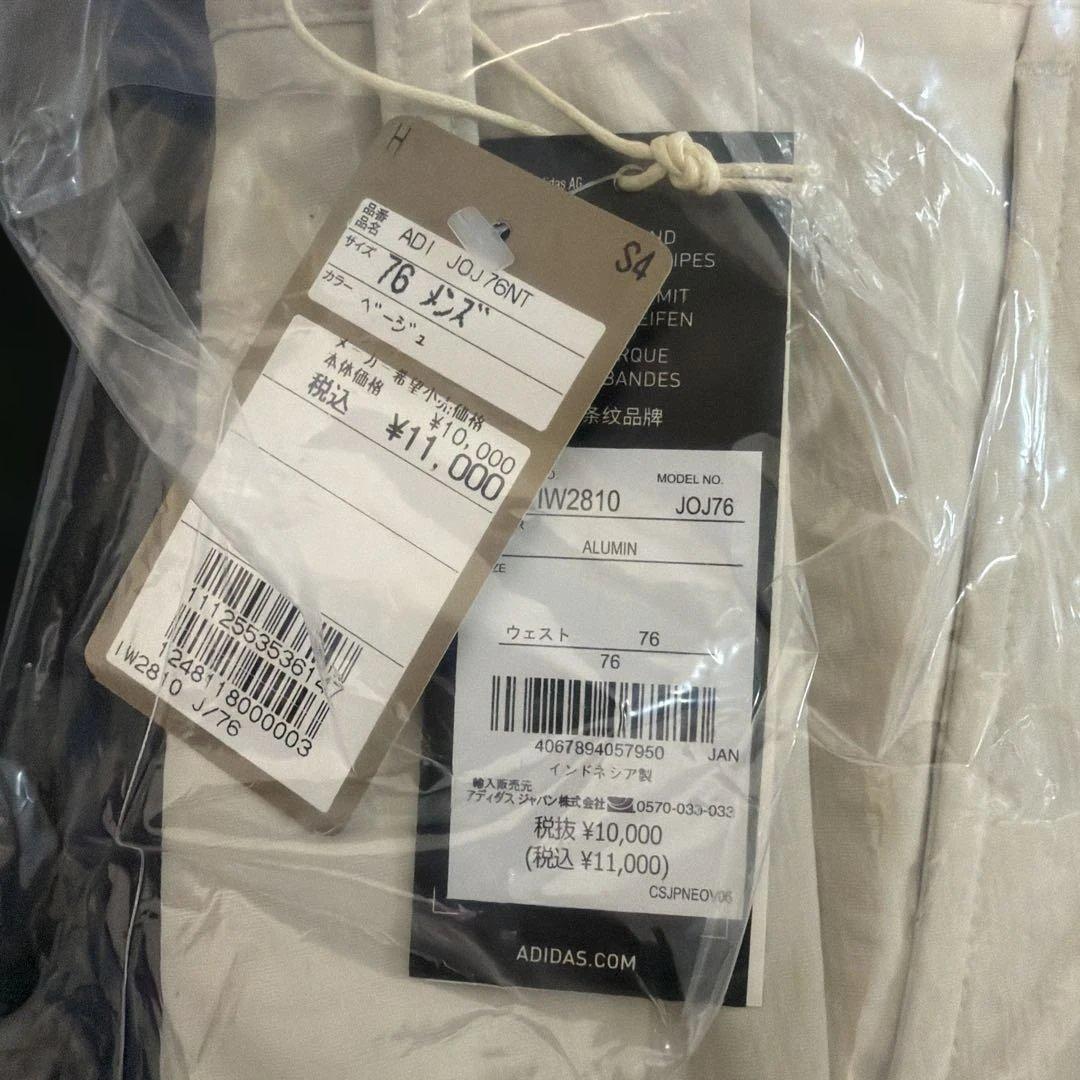 H
S4
品番
品名 ADI JOJ76NT
サイズ 76 メンズ
カラー ベージュ
メーカー希望小売価格
本体価格 ¥10,000
税込 ¥11,000
1248118000003
IW2810 J/76
adidas AG
IPES
MIT
EIFEN
RQUE
BANDES
条纹品牌
MODEL NO.
IW2810 JOJ76
ALUMIN
ウェスト 76
76
4067894057950 JAN
インドネシア製
輸入販売元
アディダス ジャパン株式会社 0570-033-033
税抜 ¥10,000
(税込 ¥11,000)
CSJPNEOV06
ADIDAS.COM